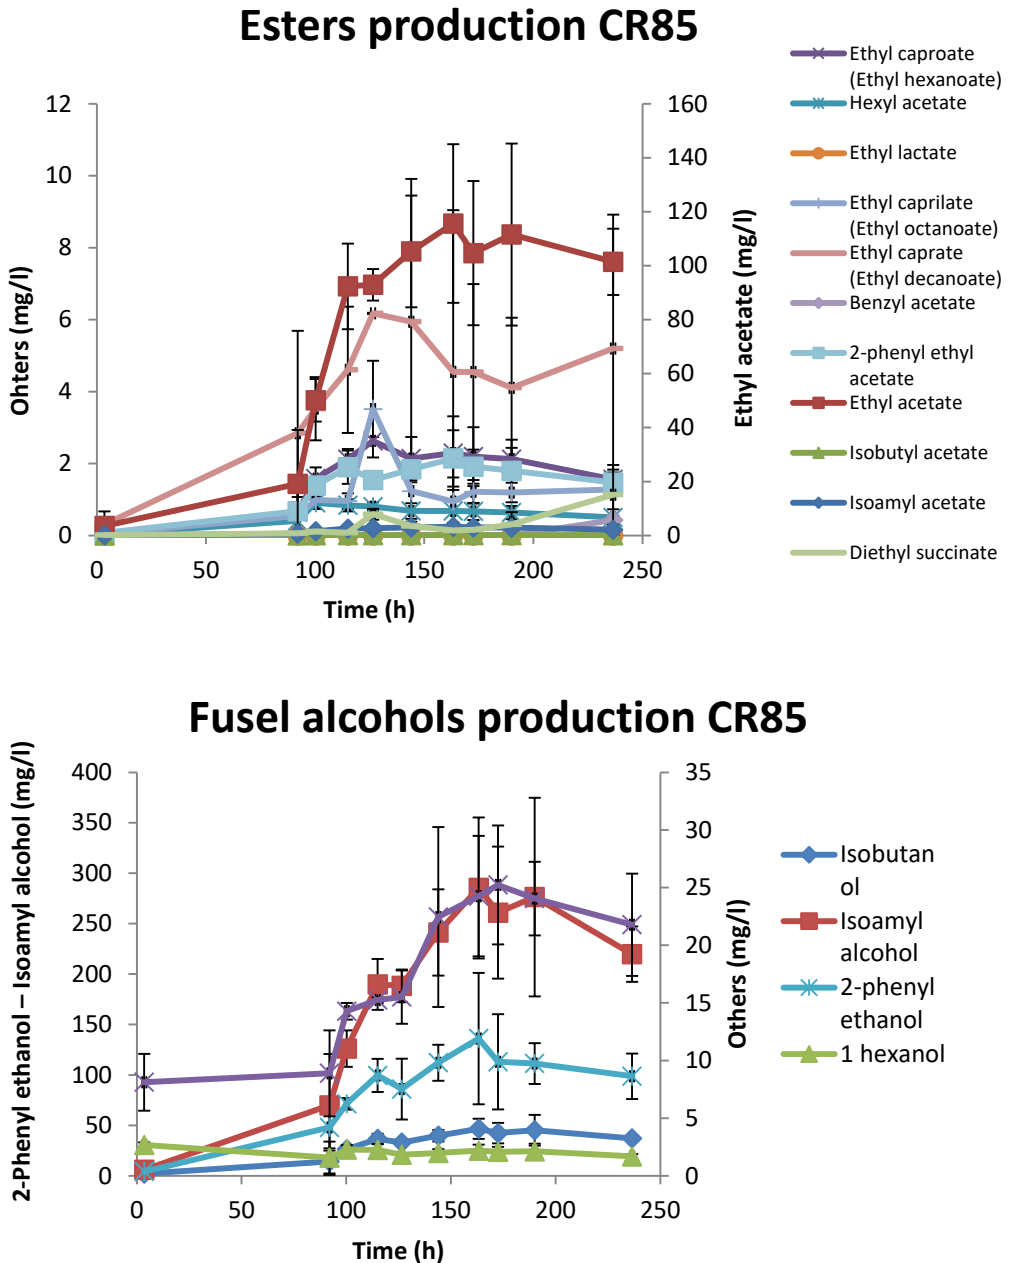 Esters production CR85
Ohters (mg/l)
12
10
8
6
4
2
0
160
140
120
100
80
60
40
20
0
Ethyl acetate (mg/l)
0
50
100
150
200
250
Time (h)
Ethyl caproate
(Ethyl hexanoate)
Hexyl acetate
Ethyl lactate
Ethyl caprilate
(Ethyl octanoate)
Ethyl caprate
(Ethyl decanoate)
Benzyl acetate
2-phenyl ethyl
acetate
Ethyl acetate
Isobutyl acetate
Isoamyl acetate
Diethyl succinate
Fusel alcohols production CR85
2-Phenyl ethanol – Isoamyl alcohol (mg/l)
400
350
300
250
200
150
100
50
0
35
30
25
20
15
10
5
0
Others (mg/l)
0
50
100
150
200
250
Time (h)
Isobutan
ol
Isoamyl
alcohol
2-phenyl
ethanol
1 hexanol